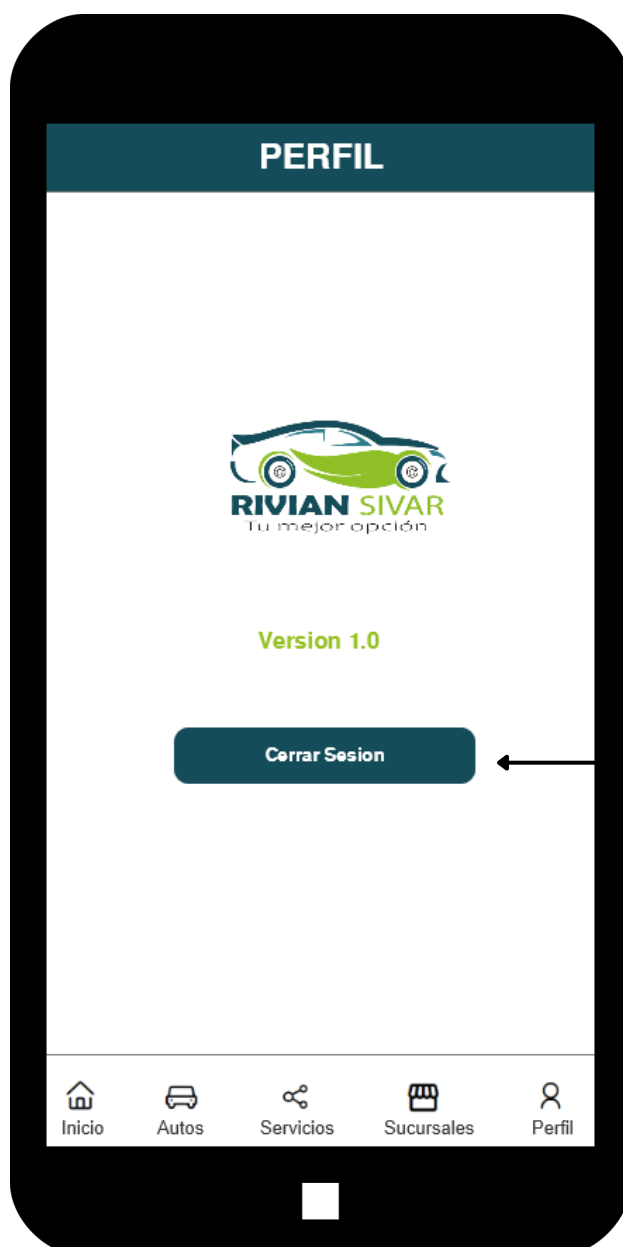 PERFIL
RIVIAN SIVAR
Tu mejor opción
Version 1.0
Cerrar Sesion
Inicio Autos Servicios Sucursales Perfil